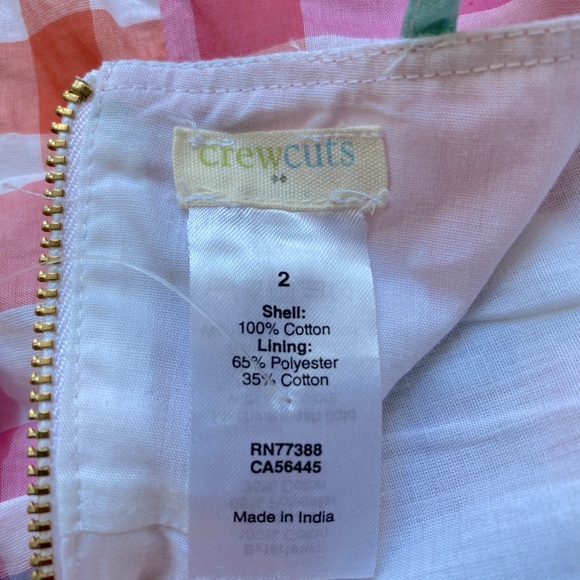 crewcuts
2
Shell:
100% Cotton
Lining:
65% Polyester
35% Cotton
RN77388
CA56445
Made in India